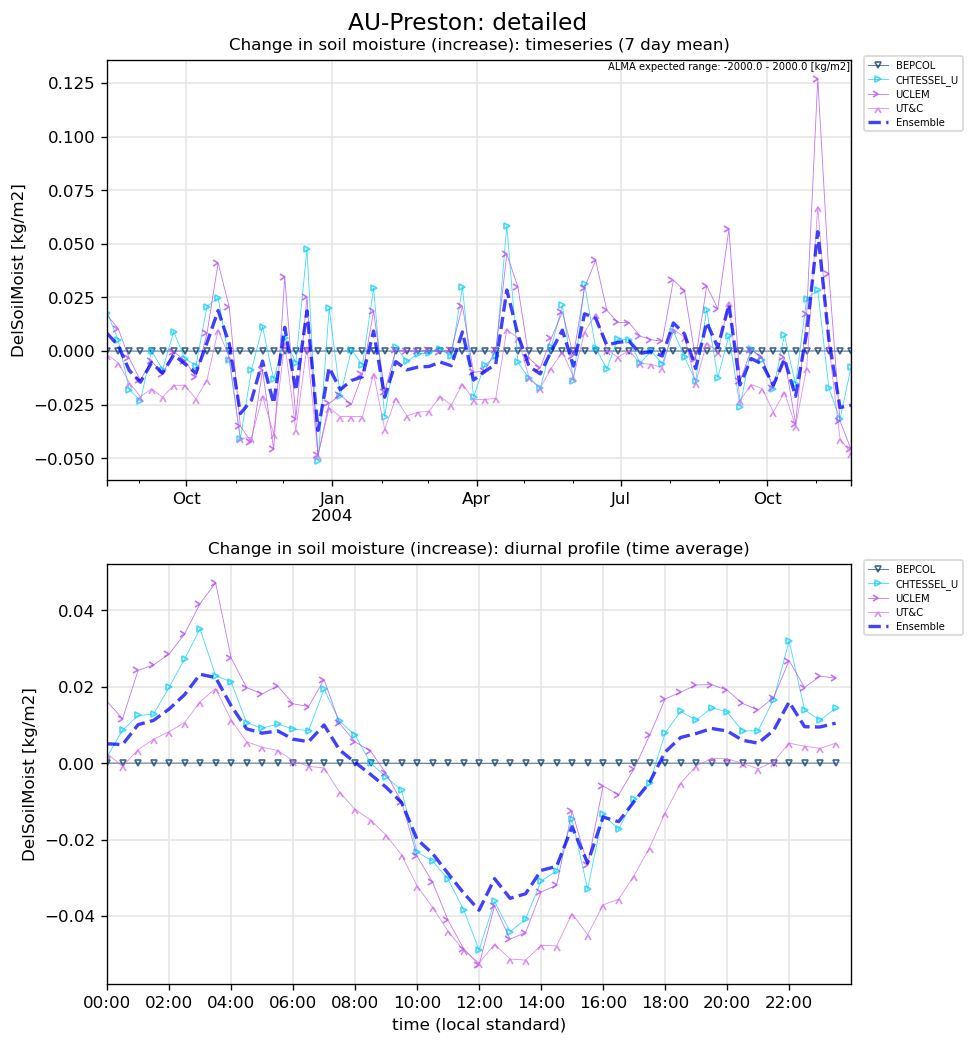 AU-Preston: detailed
Change in soil moisture (increase): timeseries (7 day mean)
ALMA expected range: -2000.0 - 2000.0 [kg/m2]
DelSoilMoist [kg/m2]
0.125
0.100
0.075
0.050
0.025
0.000
−0.025
−0.050
Oct
Jan
2004
Apr
Jul
Oct
BEPCOL
CHTESSEL_U
UCLEM
UT&C
Ensemble
Change in soil moisture (increase): diurnal profile (time average)
DelSoilMoist [kg/m2]
0.04
0.02
0.00
−0.02
−0.04
00:00 02:00 04:00 06:00 08:00 10:00 12:00 14:00 16:00 18:00 20:00 22:00
time (local standard)
BEPCOL
CHTESSEL_U
UCLEM
UT&C
Ensemble